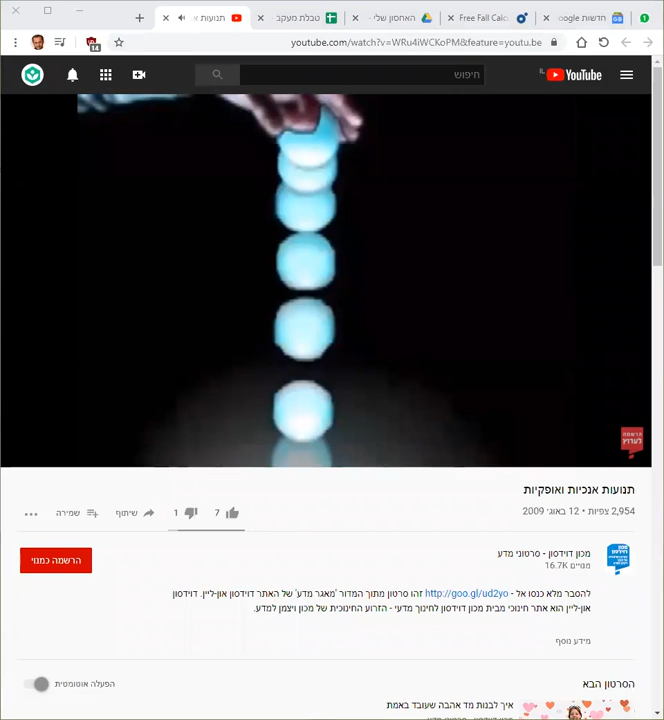 חדשות Google
Free Fall Calc
האחסון שלי
טבלת מעקב
תנועות א
14
youtube.com/watch?v=WRu4iWCKoPM&feature=youtu.be
YouTube IL
חיפוש
הרשמה
לערוץ
תנועות אנכיות ואופקיות
2,954 צפיות • 12 באוג׳ 2009
7
1
שיתוף
שמירה
מכון דוידסון - סרטוני מדע
16.7K מנויים
הרשמה כמנוי
להסבר מלא כנסו אל - http://goo.gl/ud2yo זהו סרטון מתוך המדור 'מאגר מדע' של האתר דוידסון און-ליין. דוידסון
און-ליין הוא אתר חינוכי מבית מכון דוידסון לחינוך מדעי - הזרוע החינוכית של מכון ויצמן למדע.
מידע נוסף
הסרטון הבא
הפעלה אוטומטית
איך לבנות מד אהבה שעובד באמת